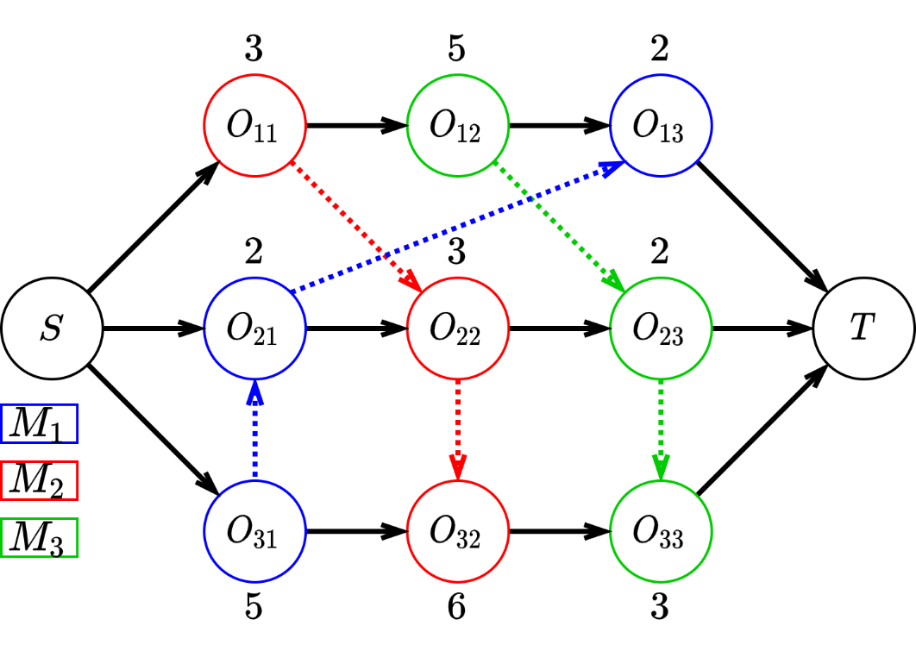 3 5 2
O₁₁ O₁₂ O₁₃
2 3 2
S O₂₁ O₂₂ O₂₃ T
M₁
M₂
M₃
O₃₁ O₃₂ O₃₃
5 6 3